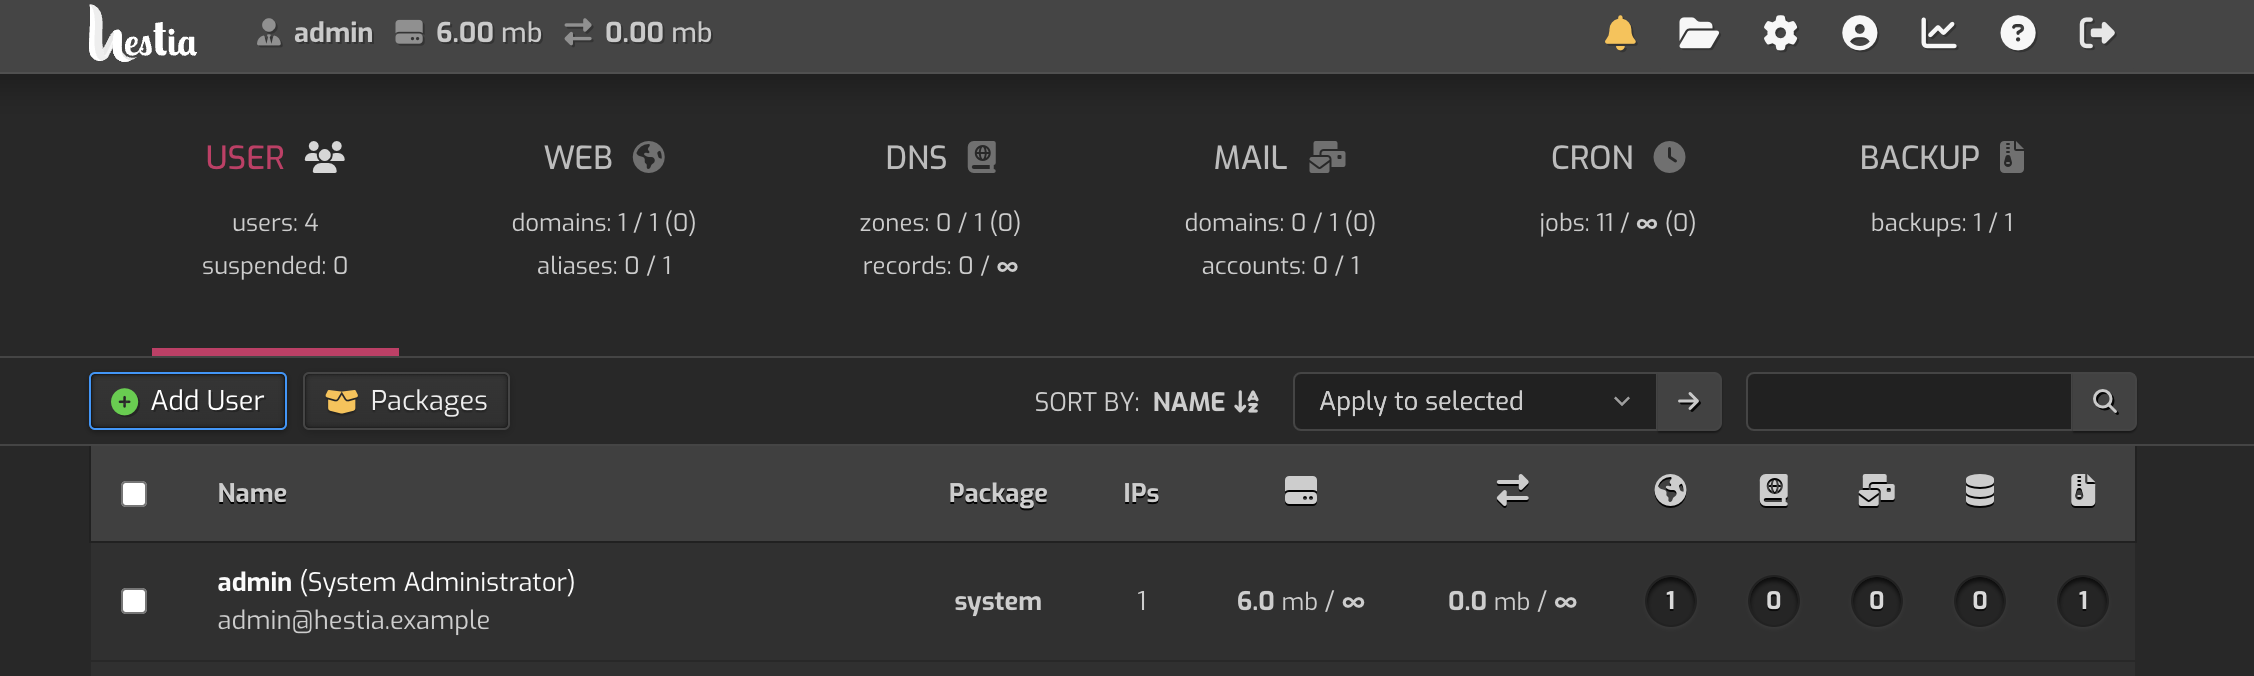 hestia admin 6.00 mb 0.00 mb
USER WEB DNS MAIL CRON BACKUP
users: 4 domains: 1 / 1 (0) zones: 0 / 1 (0) domains: 0 / 1 (0) jobs: 11 / ∞ (0) backups: 1 / 1
suspended: 0 aliases: 0 / 1 records: 0 / ∞ accounts: 0 / 1
Add User Packages SORT BY: NAME Apply to selected
Name Package IPs
admin (System Administrator)
admin@hestia.example
system 1 6.0 mb / ∞ 0.0 mb / ∞ 1 0 0 0 1